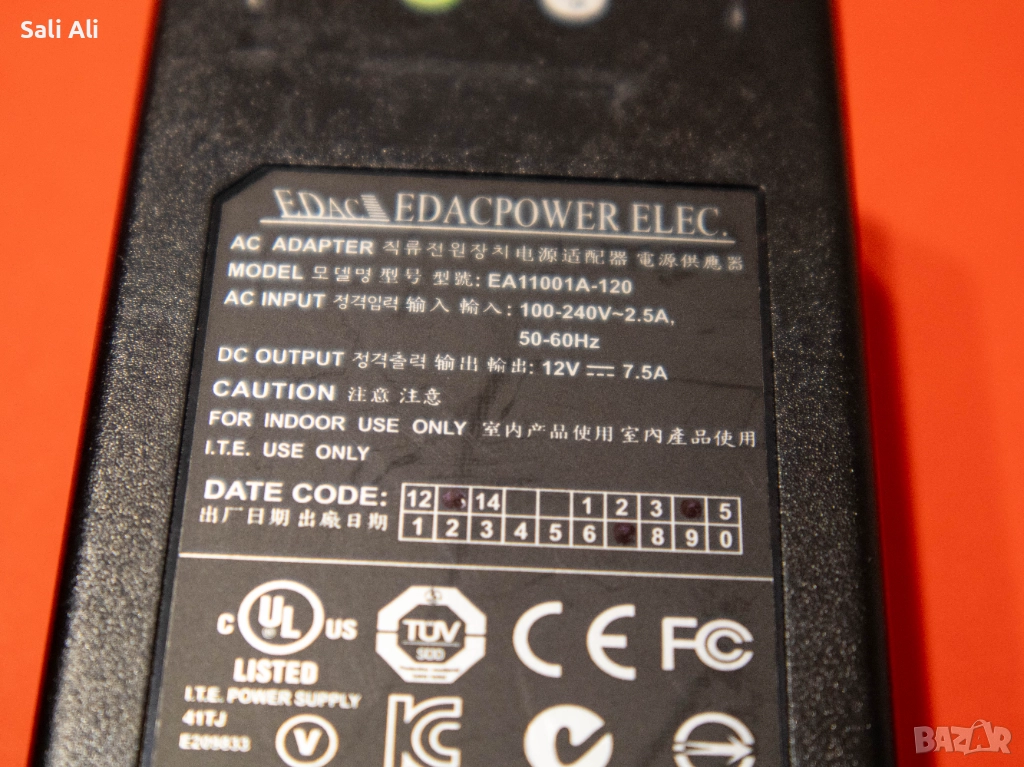 Sali Ali
EDAC EDACPOWER ELEC.
AC ADAPTER 직류전원장치 电源适配器 電源供應器
MODEL 모델명 型号 型號: EA11001A-120
AC INPUT 정격입력 输入 輸入: 100-240V~2.5A,
50-60Hz
DC OUTPUT 정격출력 输出 輸出: 12V ⎓ 7.5A
CAUTION 注意 注意
FOR INDOOR USE ONLY 室内产品使用 室內產品使用
I.T.E. USE ONLY
DATE CODE: 12 14 1 2 3 5
出厂日期 出廠日期 1 2 3 4 5 6 8 9 0
C UL US TÜV CE FC
LISTED
I.T.E. POWER SUPPLY
41TJ
E209833 V
BAZAR